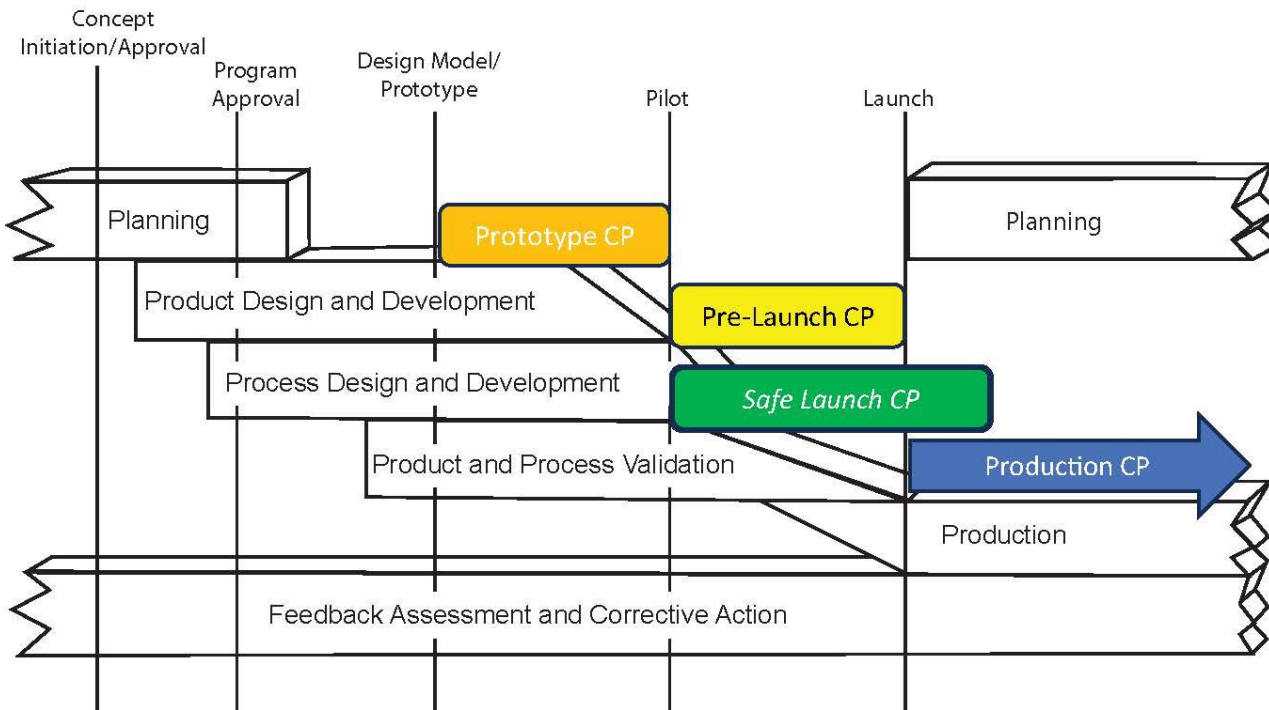 Concept
Initiation/Approval
Program
Approval
Design Model/
Prototype
Pilot
Launch
Planning
Prototype CP
Planning
Product Design and Development
Pre-Launch CP
Process Design and Development
Safe Launch CP
Product and Process Validation
Production CP
Production
Feedback Assessment and Corrective Action